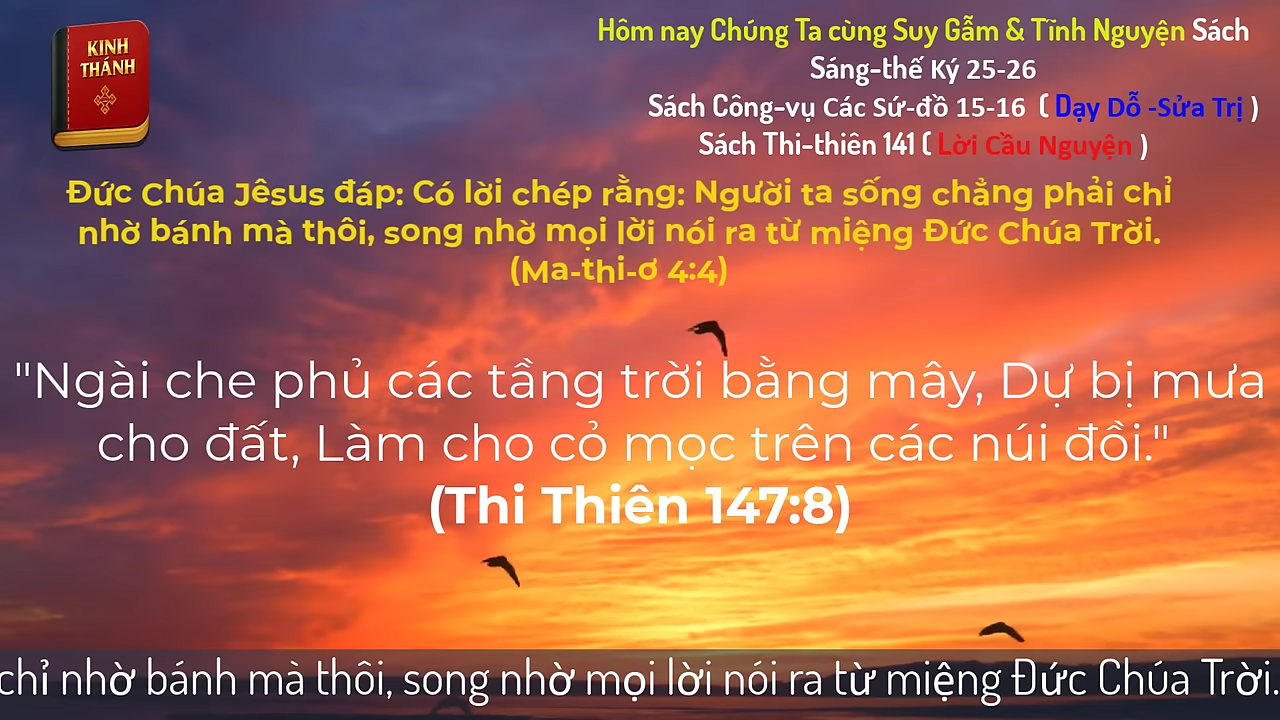 KINH
THÁNH
Hôm nay Chúng Ta cùng Suy Gẫm & Tĩnh Nguyện Sách
Sáng-thế Ký 25-26
Sách Công-vụ Các Sứ-đồ 15-16 ( Dạy Dỗ -Sửa Trị )
Sách Thi-thiên 141 ( Lời Cầu Nguyện )
Đức Chúa Jêsus đáp: Có lời chép rằng: Người ta sống chẳng phải chỉ
nhờ bánh mà thôi, song nhờ mọi lời nói ra từ miệng Đức Chúa Trời.
(Ma-thi-ơ 4:4)
"Ngài che phủ các tầng trời bằng mây, Dự bị mưa
cho đất, Làm cho cỏ mọc trên các núi đồi."
(Thi Thiên 147:8)
chỉ nhờ bánh mà thôi, song nhờ mọi lời nói ra từ miệng Đức Chúa Trời.